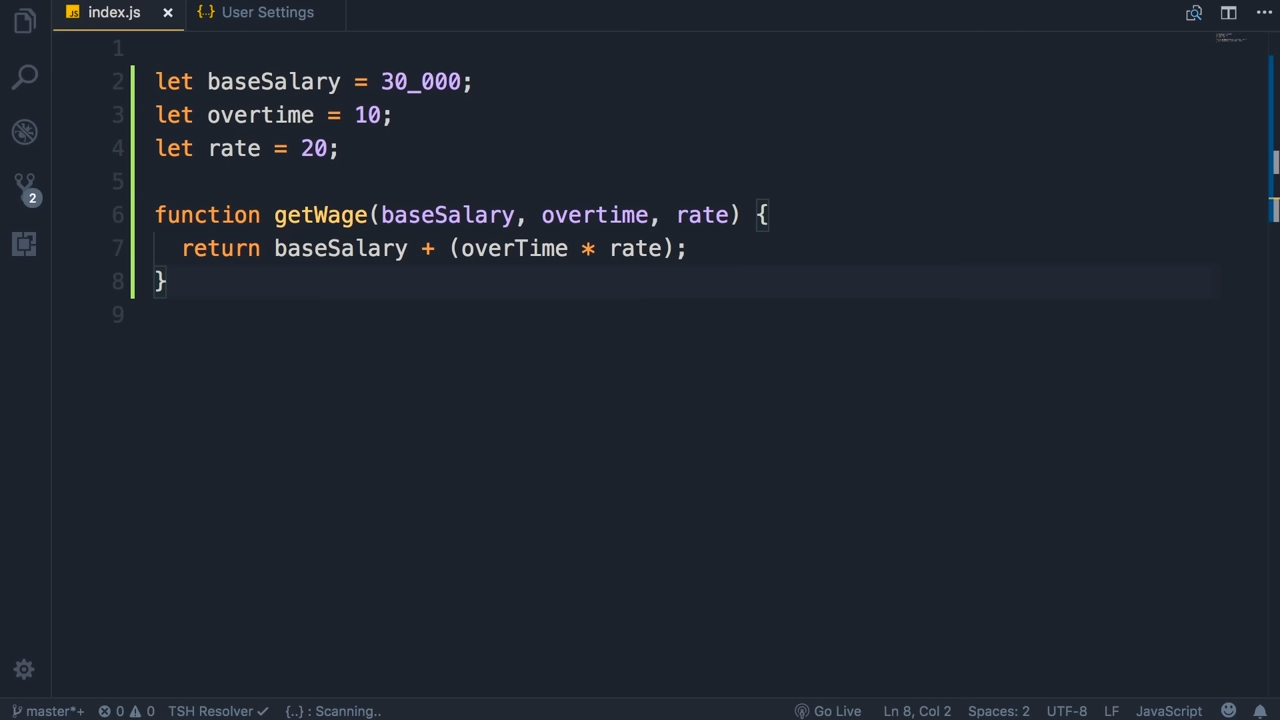 index.js × {..} User Settings
1
2 let baseSalary = 30_000;
3 let overtime = 10;
4 let rate = 20;
5
6 function getWage(baseSalary, overtime, rate) {
7 return baseSalary + (overTime * rate);
8 }
9
2
master*+ 0 0 TSH Resolver ✓ {..} : Scanning.. Go Live Ln 8, Col 2 Spaces: 2 UTF-8 LF JavaScript